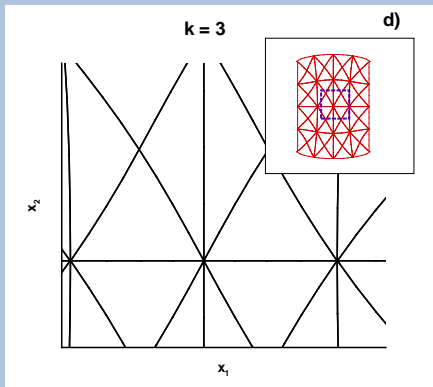 d)
k = 3
x₂
x₁